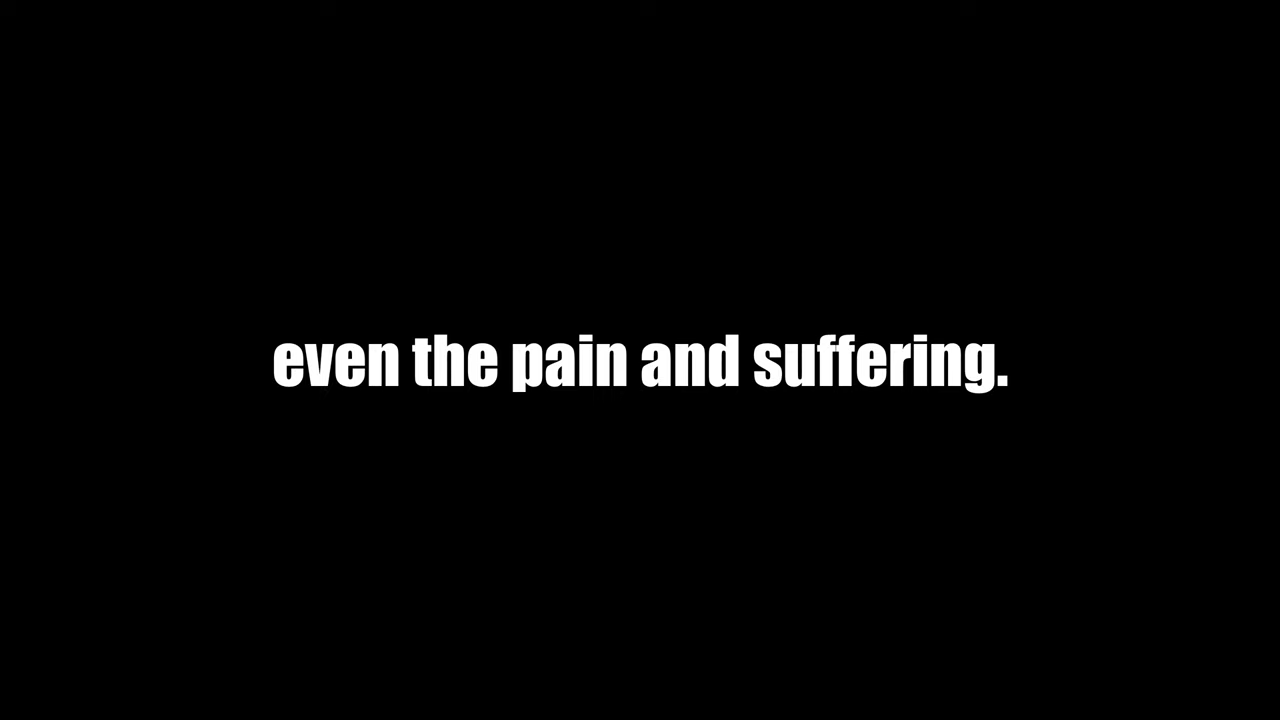 even the pain and suffering.